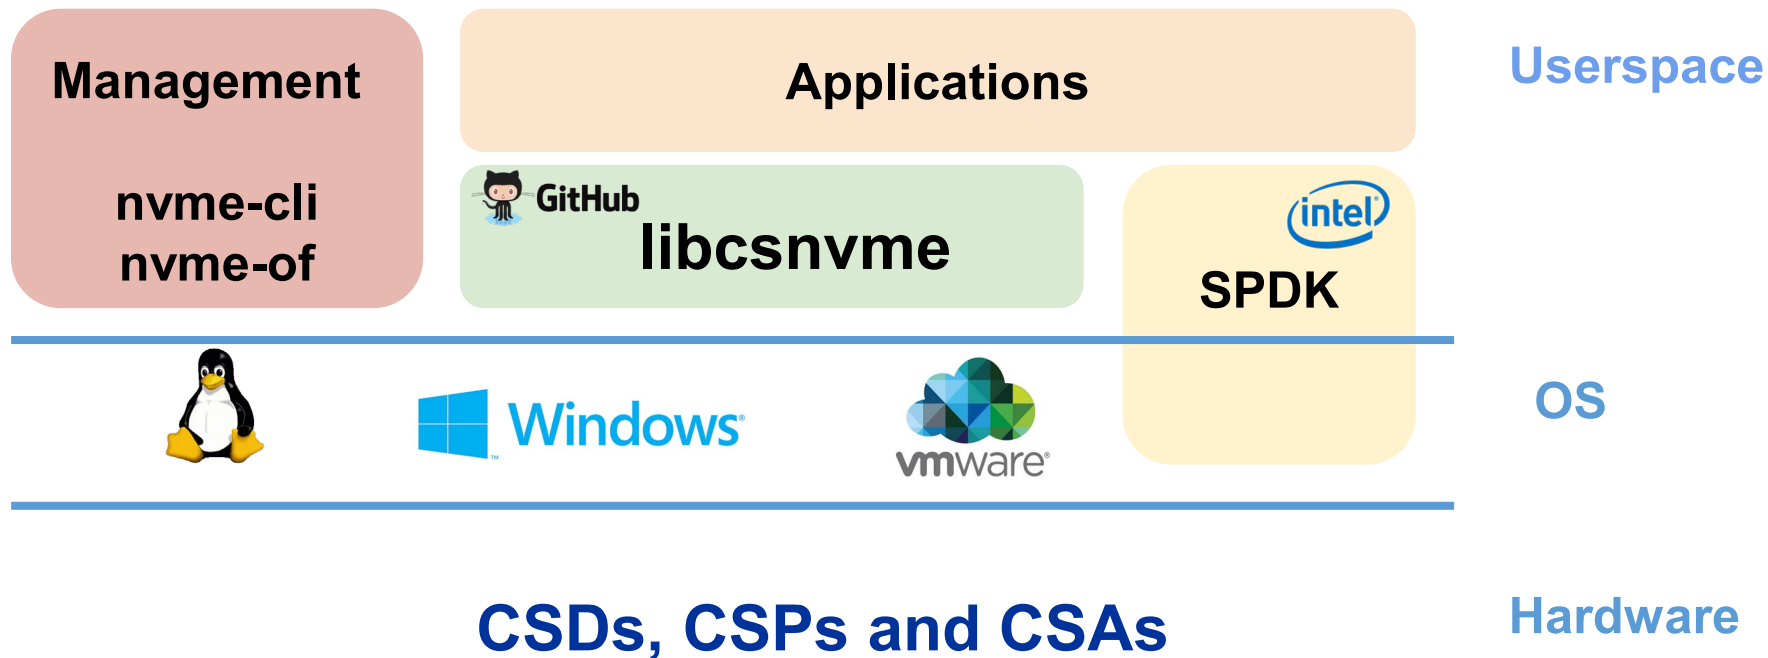 Management
nvme-cli
nvme-of
Applications
Userspace
GitHub
libcsnvme
intel
SPDK
Windows
vmware
OS
CSDs, CSPs and CSAs
Hardware